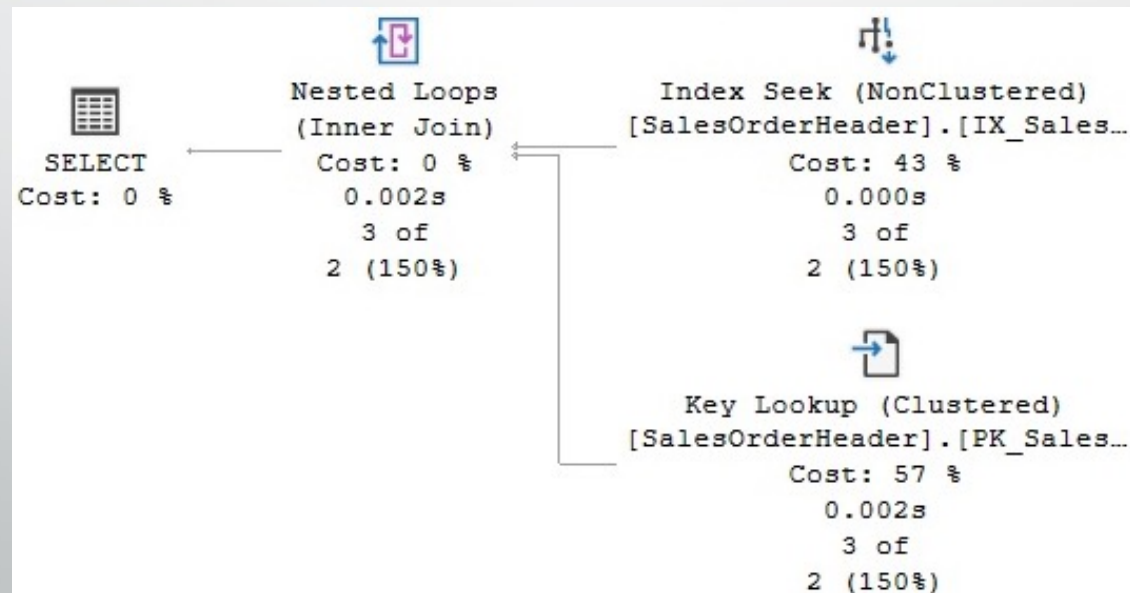 SELECT
Cost: 0 %
Nested Loops
(Inner Join)
Cost: 0 %
0.002s
3 of
2 (150%)
Index Seek (NonClustered)
[SalesOrderHeader].[IX_Sales…
Cost: 43 %
0.000s
3 of
2 (150%)
Key Lookup (Clustered)
[SalesOrderHeader].[PK_Sales…
Cost: 57 %
0.002s
3 of
2 (150%)